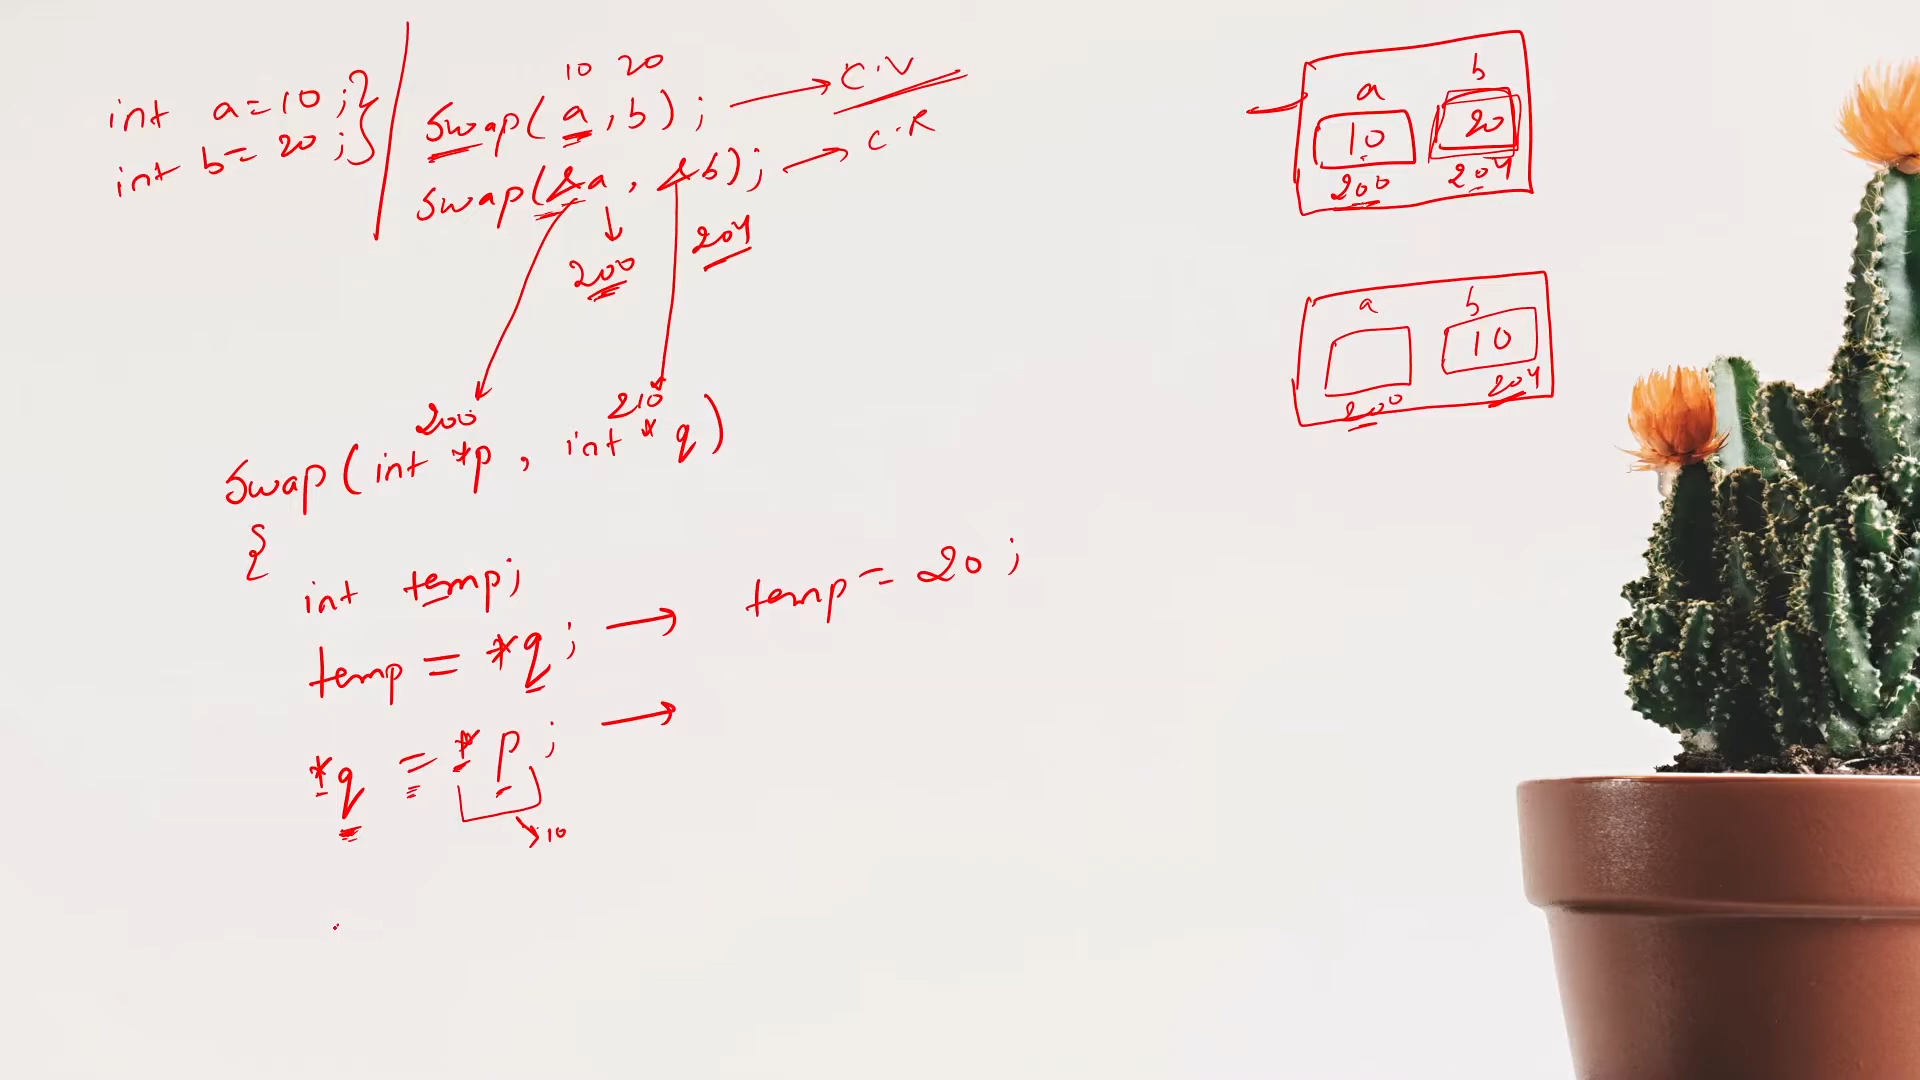 int a=10;}
int b=20;}
10 20
Swap(a,b); → C.V
Swap(&a, &b); → C.R
200
204
200 210
Swap(int *p, int *q)
{
int temp;
temp = *q; → temp = 20;
*q = *p; →
10
a b
10 20
200 204
a b
10
200 204